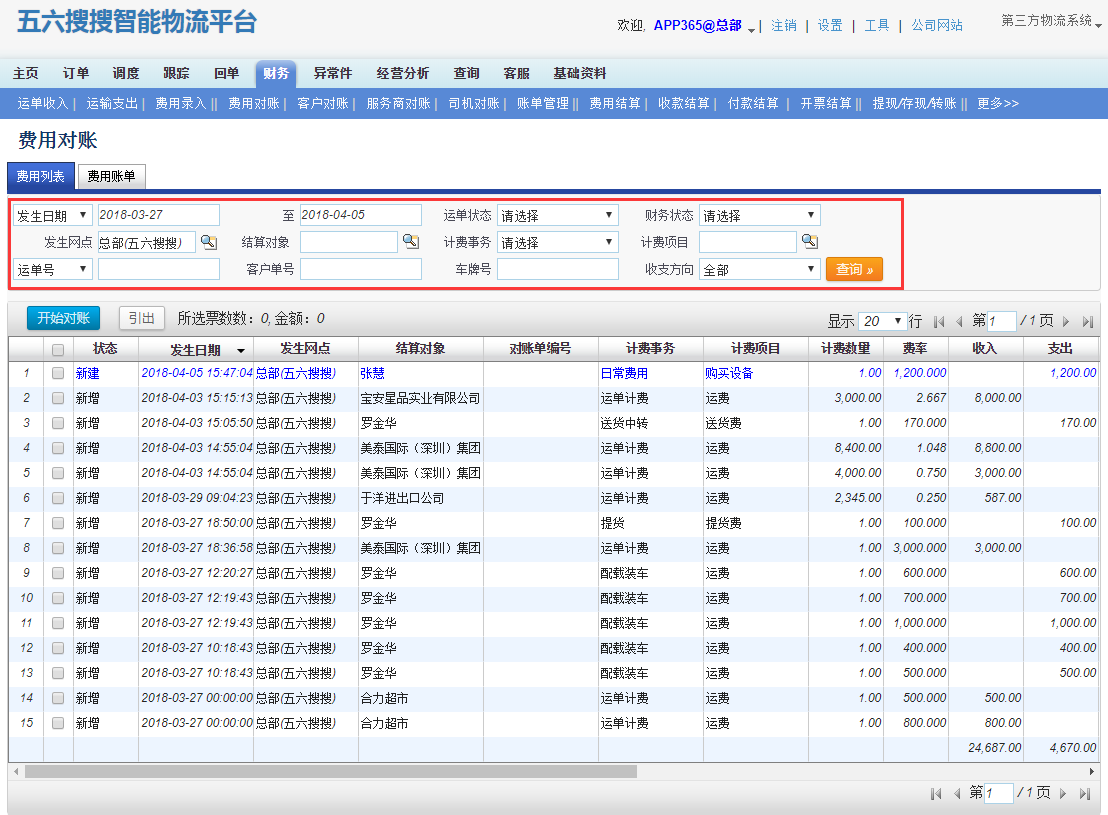 五六搜搜智能物流平台
欢迎, APP365@总部 | 注销 | 设置 | 工具 | 公司网站 第三方物流系统
主页 订单 调度 跟踪 回单 财务 异常件 经营分析 查询 客服 基础资料
运单收入| 运输支出| 费用录入|| 费用对账| 客户对账| 服务商对账| 司机对账| 账单管理|| 费用结算| 收款结算| 付款结算 | 开票结算|| 提现/存现/转账|| 更多>>
费用对账
费用列表 费用账单
发生日期 2018-03-27 至 2018-04-05 运单状态 请选择 财务状态 请选择
发生网点 总部(五六搜搜) 结算对象 计费事务 请选择 计费项目
运单号 客户单号 车牌号 收支方向 全部 查询 »
开始对账 引出 所选票数数：0, 金额：0 显示 20 行 第 1 / 1 页
状态 发生日期 发生网点 结算对象 对账单编号 计费事务 计费项目 计费数量 费率 收入 支出
1 新建 2018-04-05 15:47:04 总部(五六搜搜) 张慧 日常费用 购买设备 1.00 1,200.000 1,200.00
2 新增 2018-04-03 15:15:13 总部(五六搜搜) 宝安星品实业有限公司 运单计费 运费 3,000.00 2.667 8,000.00
3 新增 2018-04-03 15:05:50 总部(五六搜搜) 罗金华 送货中转 送货费 1.00 170.000 170.00
4 新增 2018-04-03 14:55:04 总部(五六搜搜) 美泰国际（深圳）集团 运单计费 运费 8,400.00 1.048 8,800.00
5 新增 2018-04-03 14:55:04 总部(五六搜搜) 美泰国际（深圳）集团 运单计费 运费 4,000.00 0.750 3,000.00
6 新增 2018-03-29 09:04:23 总部(五六搜搜) 于洋进出口公司 运单计费 运费 2,345.00 0.250 587.00
7 新增 2018-03-27 18:50:00 总部(五六搜搜) 罗金华 提货 提货费 1.00 100.000 100.00
8 新增 2018-03-27 18:36:58 总部(五六搜搜) 美泰国际（深圳）集团 运单计费 运费 1.00 3,000.000 3,000.00
9 新增 2018-03-27 12:20:27 总部(五六搜搜) 罗金华 配载装车 运费 1.00 600.000 600.00
10 新增 2018-03-27 12:19:43 总部(五六搜搜) 罗金华 配载装车 运费 1.00 700.000 700.00
11 新增 2018-03-27 12:19:43 总部(五六搜搜) 罗金华 配载装车 运费 1.00 1,000.000 1,000.00
12 新增 2018-03-27 10:18:43 总部(五六搜搜) 罗金华 配载装车 运费 1.00 400.000 400.00
13 新增 2018-03-27 10:18:43 总部(五六搜搜) 罗金华 配载装车 运费 1.00 500.000 500.00
14 新增 2018-03-27 00:00:00 总部(五六搜搜) 合力超市 运单计费 运费 1.00 500.000 500.00
15 新增 2018-03-27 00:00:00 总部(五六搜搜) 合力超市 运单计费 运费 1.00 800.000 800.00
24,687.00 4,670.00
第 1 / 1 页